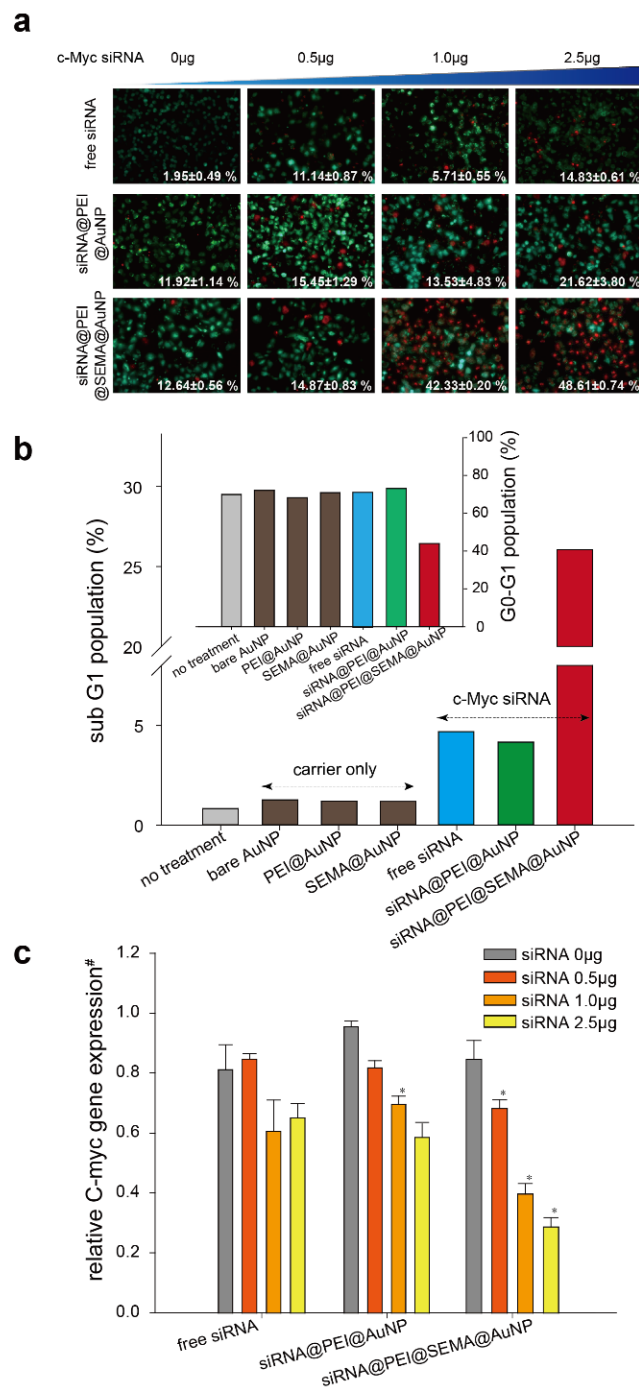 a
c-Myc siRNA 0μg 0.5μg 1.0μg 2.5μg
free siRNA
1.95±0.49 % 11.14±0.87 % 5.71±0.55 % 14.83±0.61 %
siRNA@PEI
@AuNP
11.92±1.14 % 15.45±1.29 % 13.53±4.83 % 21.62±3.80 %
siRNA@PEI
@SEMA@AuNP
12.64±0.56 % 14.87±0.83 % 42.33±0.20 % 48.61±0.74 %
b
sub G1 population (%)
30
25
20
5
0
G0-G1 population (%)
100
80
60
40
20
0
no treatment
bare AuNP
PEI@AuNP
SEMA@AuNP
free siRNA
siRNA@PEI@AuNP
siRNA@PEI@SEMA@AuNP
carrier only
c-Myc siRNA
no treatment
bare AuNP
PEI@AuNP
SEMA@AuNP
free siRNA
siRNA@PEI@AuNP
siRNA@PEI@SEMA@AuNP
c
relative C-myc gene expression#
1.2
1.0
0.8
0.6
0.4
0.2
0.0
siRNA 0μg
siRNA 0.5μg
siRNA 1.0μg
siRNA 2.5μg
*
*
*
*
free siRNA
siRNA@PEI@AuNP
siRNA@PEI@SEMA@AuNP